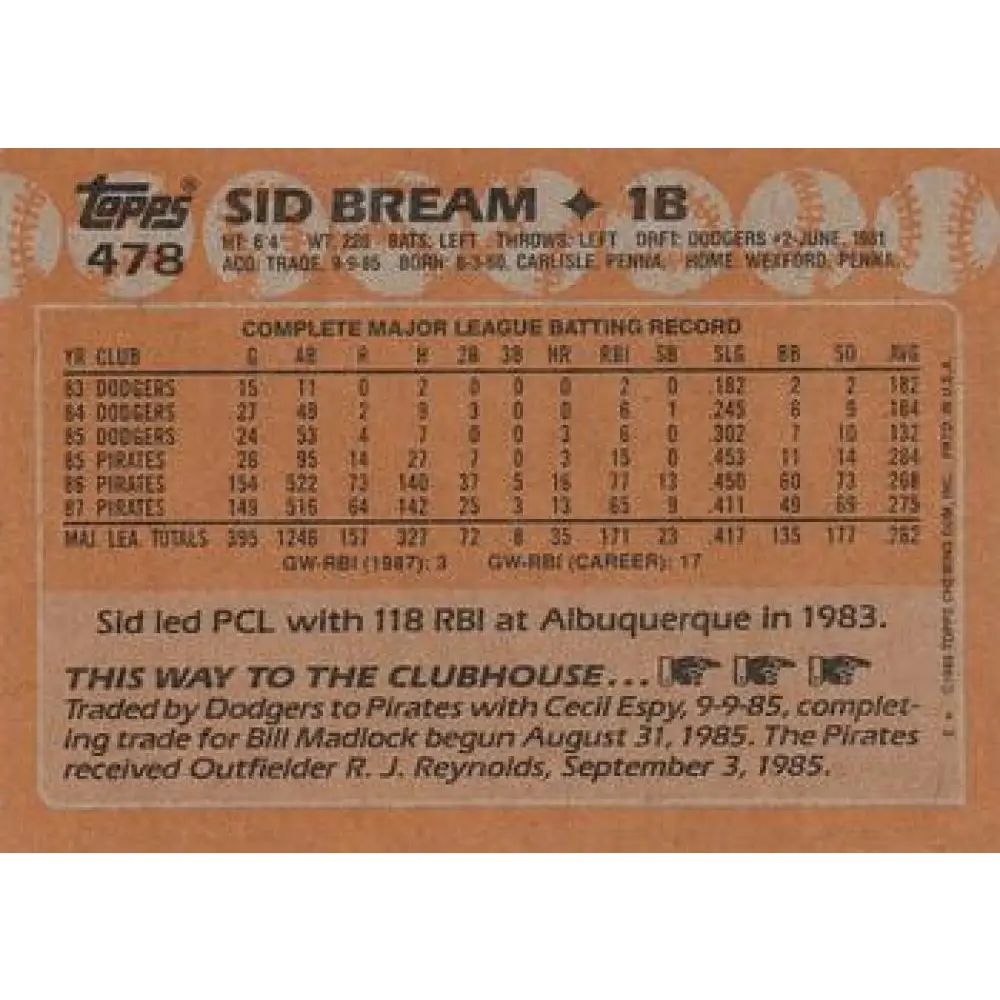 Topps®
478
SID BREAM ◆ 1B
HT: 6'4" WT: 220 BATS: LEFT THROWS: LEFT DRFT: DODGERS #2-JUNE, 1981
ACQ: TRADE, 9-9-85 BORN: 8-3-60, CARLISLE, PENNA. HOME: WEXFORD, PENNA.
COMPLETE MAJOR LEAGUE BATTING RECORD
YR CLUB G AB R H 2B 3B HR RBI SB SLG BB SO AVG
83 DODGERS 15 11 0 2 0 0 0 2 0 .182 2 2 .182
84 DODGERS 27 49 2 9 3 0 0 6 1 .245 6 9 .184
85 DODGERS 24 53 4 7 0 0 3 6 0 .302 7 10 .132
85 PIRATES 26 95 14 27 7 0 3 15 0 .453 11 14 .284
86 PIRATES 154 522 73 140 37 5 16 77 13 .450 60 73 .268
87 PIRATES 149 516 64 142 25 3 13 65 9 .411 49 69 .275
MAJ. LEA. TOTALS 395 1246 157 327 72 8 35 171 23 .417 135 177 .262
GW-RBI (1987): 3 GW-RBI (CAREER): 17
Sid led PCL with 118 RBI at Albuquerque in 1983.
THIS WAY TO THE CLUBHOUSE...
Traded by Dodgers to Pirates with Cecil Espy, 9-9-85, complet-
ing trade for Bill Madlock begun August 31, 1985. The Pirates
received Outfielder R. J. Reynolds, September 3, 1985.
©1988 TOPPS CHEWING GUM, INC. PRTD. IN U.S.A.